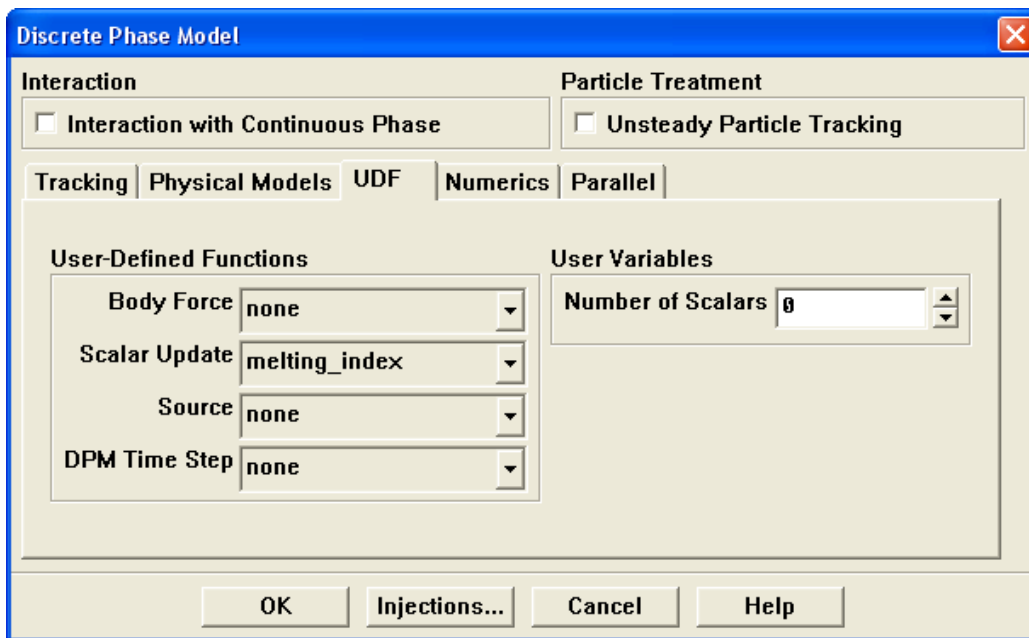 Discrete Phase Model
Interaction
Interaction with Continuous Phase
Particle Treatment
Unsteady Particle Tracking
Tracking
Physical Models
UDF
Numerics
Parallel
User-Defined Functions
Body Force none
Scalar Update melting_index
Source none
DPM Time Step none
User Variables
Number of Scalars 0
OK
Injections...
Cancel
Help